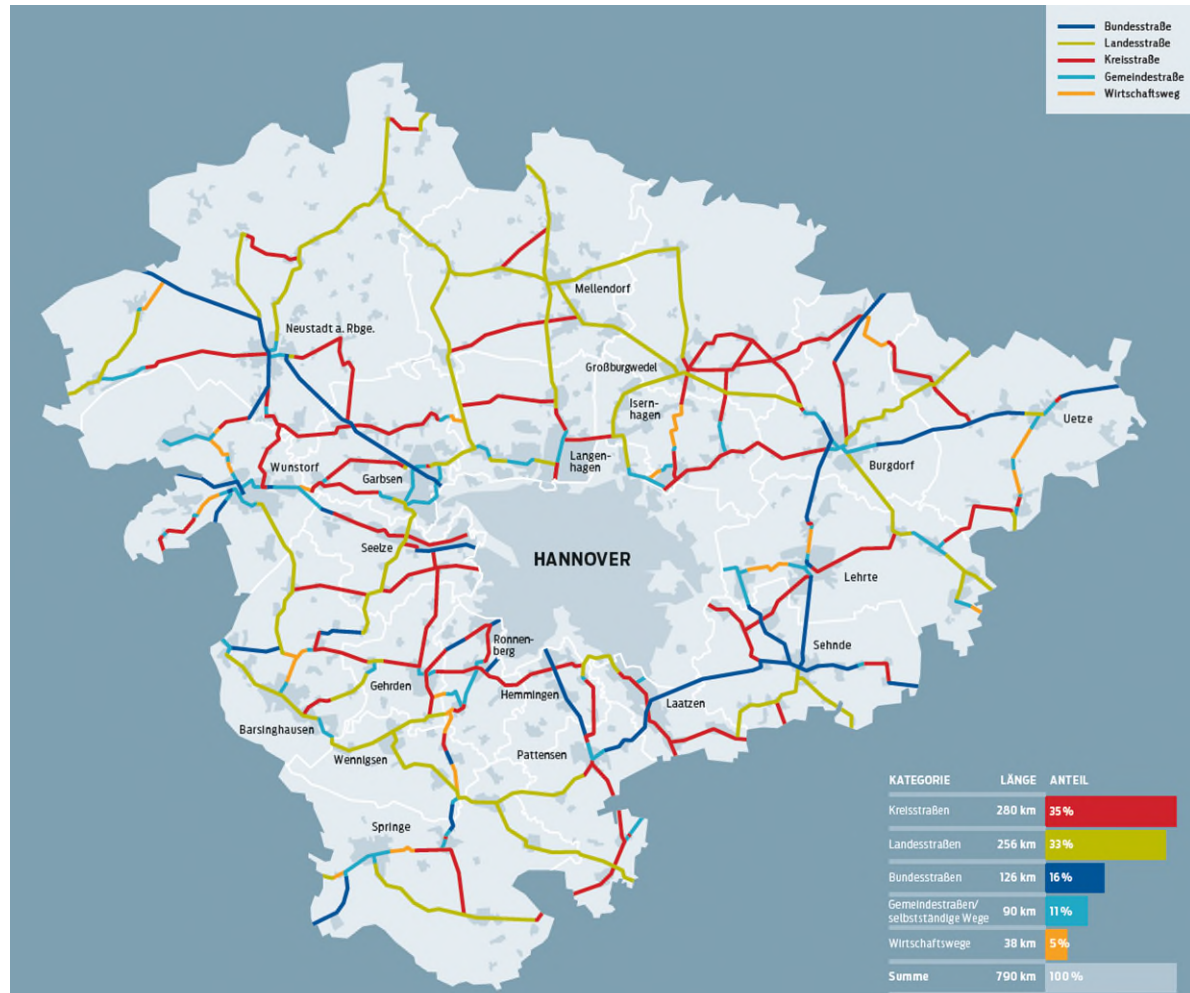 Bundesstraße
Landesstraße
Kreisstraße
Gemeindestraße
Wirtschaftsweg
Mellendorf
Neustadt a. Rbge.
Großburgwedel
Isern-
hagen
Uetze
Langen-
hagen
Burgdorf
Wunstorf
Garbsen
Seelze
HANNOVER
Lehrte
Ronnen-
berg
Sehnde
Gehrden
Hemmingen
Laatzen
Barsinghausen
Wennigsen
Pattensen
Springe
KATEGORIE LÄNGE ANTEIL
Kreisstraßen 280 km 35%
Landesstraßen 256 km 33%
Bundesstraßen 126 km 16%
Gemeindestraßen/
selbstständige Wege 90 km 11%
Wirtschaftswege 38 km 5%
Summe 790 km 100%